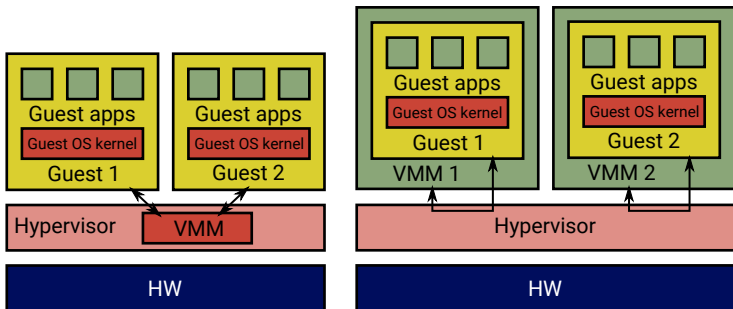 Guest apps
Guest OS kernel
Guest 1
Guest apps
Guest OS kernel
Guest 2
Hypervisor
VMM
HW
Guest apps
Guest OS kernel
Guest 1
VMM 1
Guest apps
Guest OS kernel
Guest 2
VMM 2
Hypervisor
HW